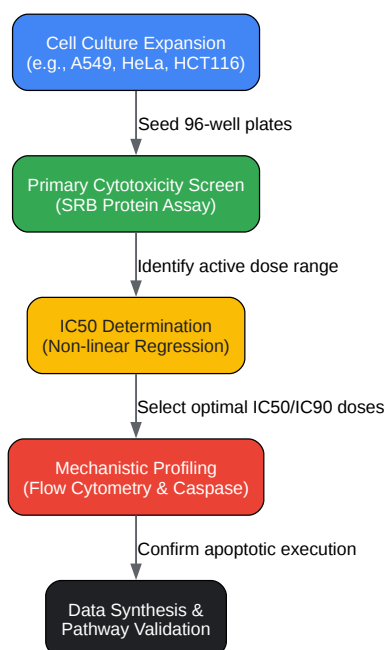 Cell Culture Expansion
(e.g., A549, HeLa, HCT116)
Seed 96-well plates
Primary Cytotoxicity Screen
(SRB Protein Assay)
Identify active dose range
IC50 Determination
(Non-linear Regression)
Select optimal IC50/IC90 doses
Mechanistic Profiling
(Flow Cytometry & Caspase)
Confirm apoptotic execution
Data Synthesis &
Pathway Validation